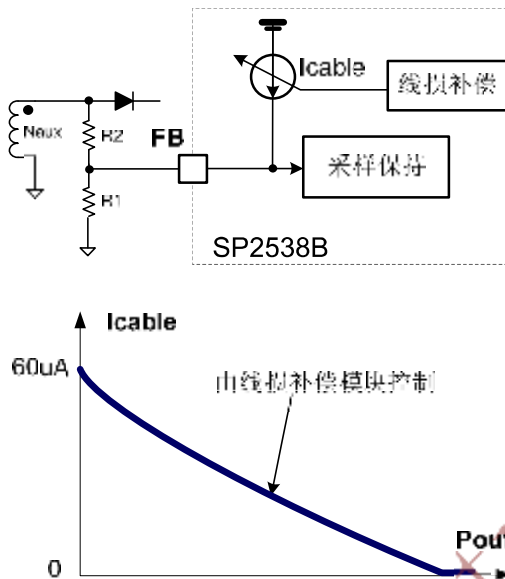 Icable
线损补偿
Naux
R2
FB
采样保持
R1
SP2538B
Icable
60uA
由线损补偿模块控制
Pout
0